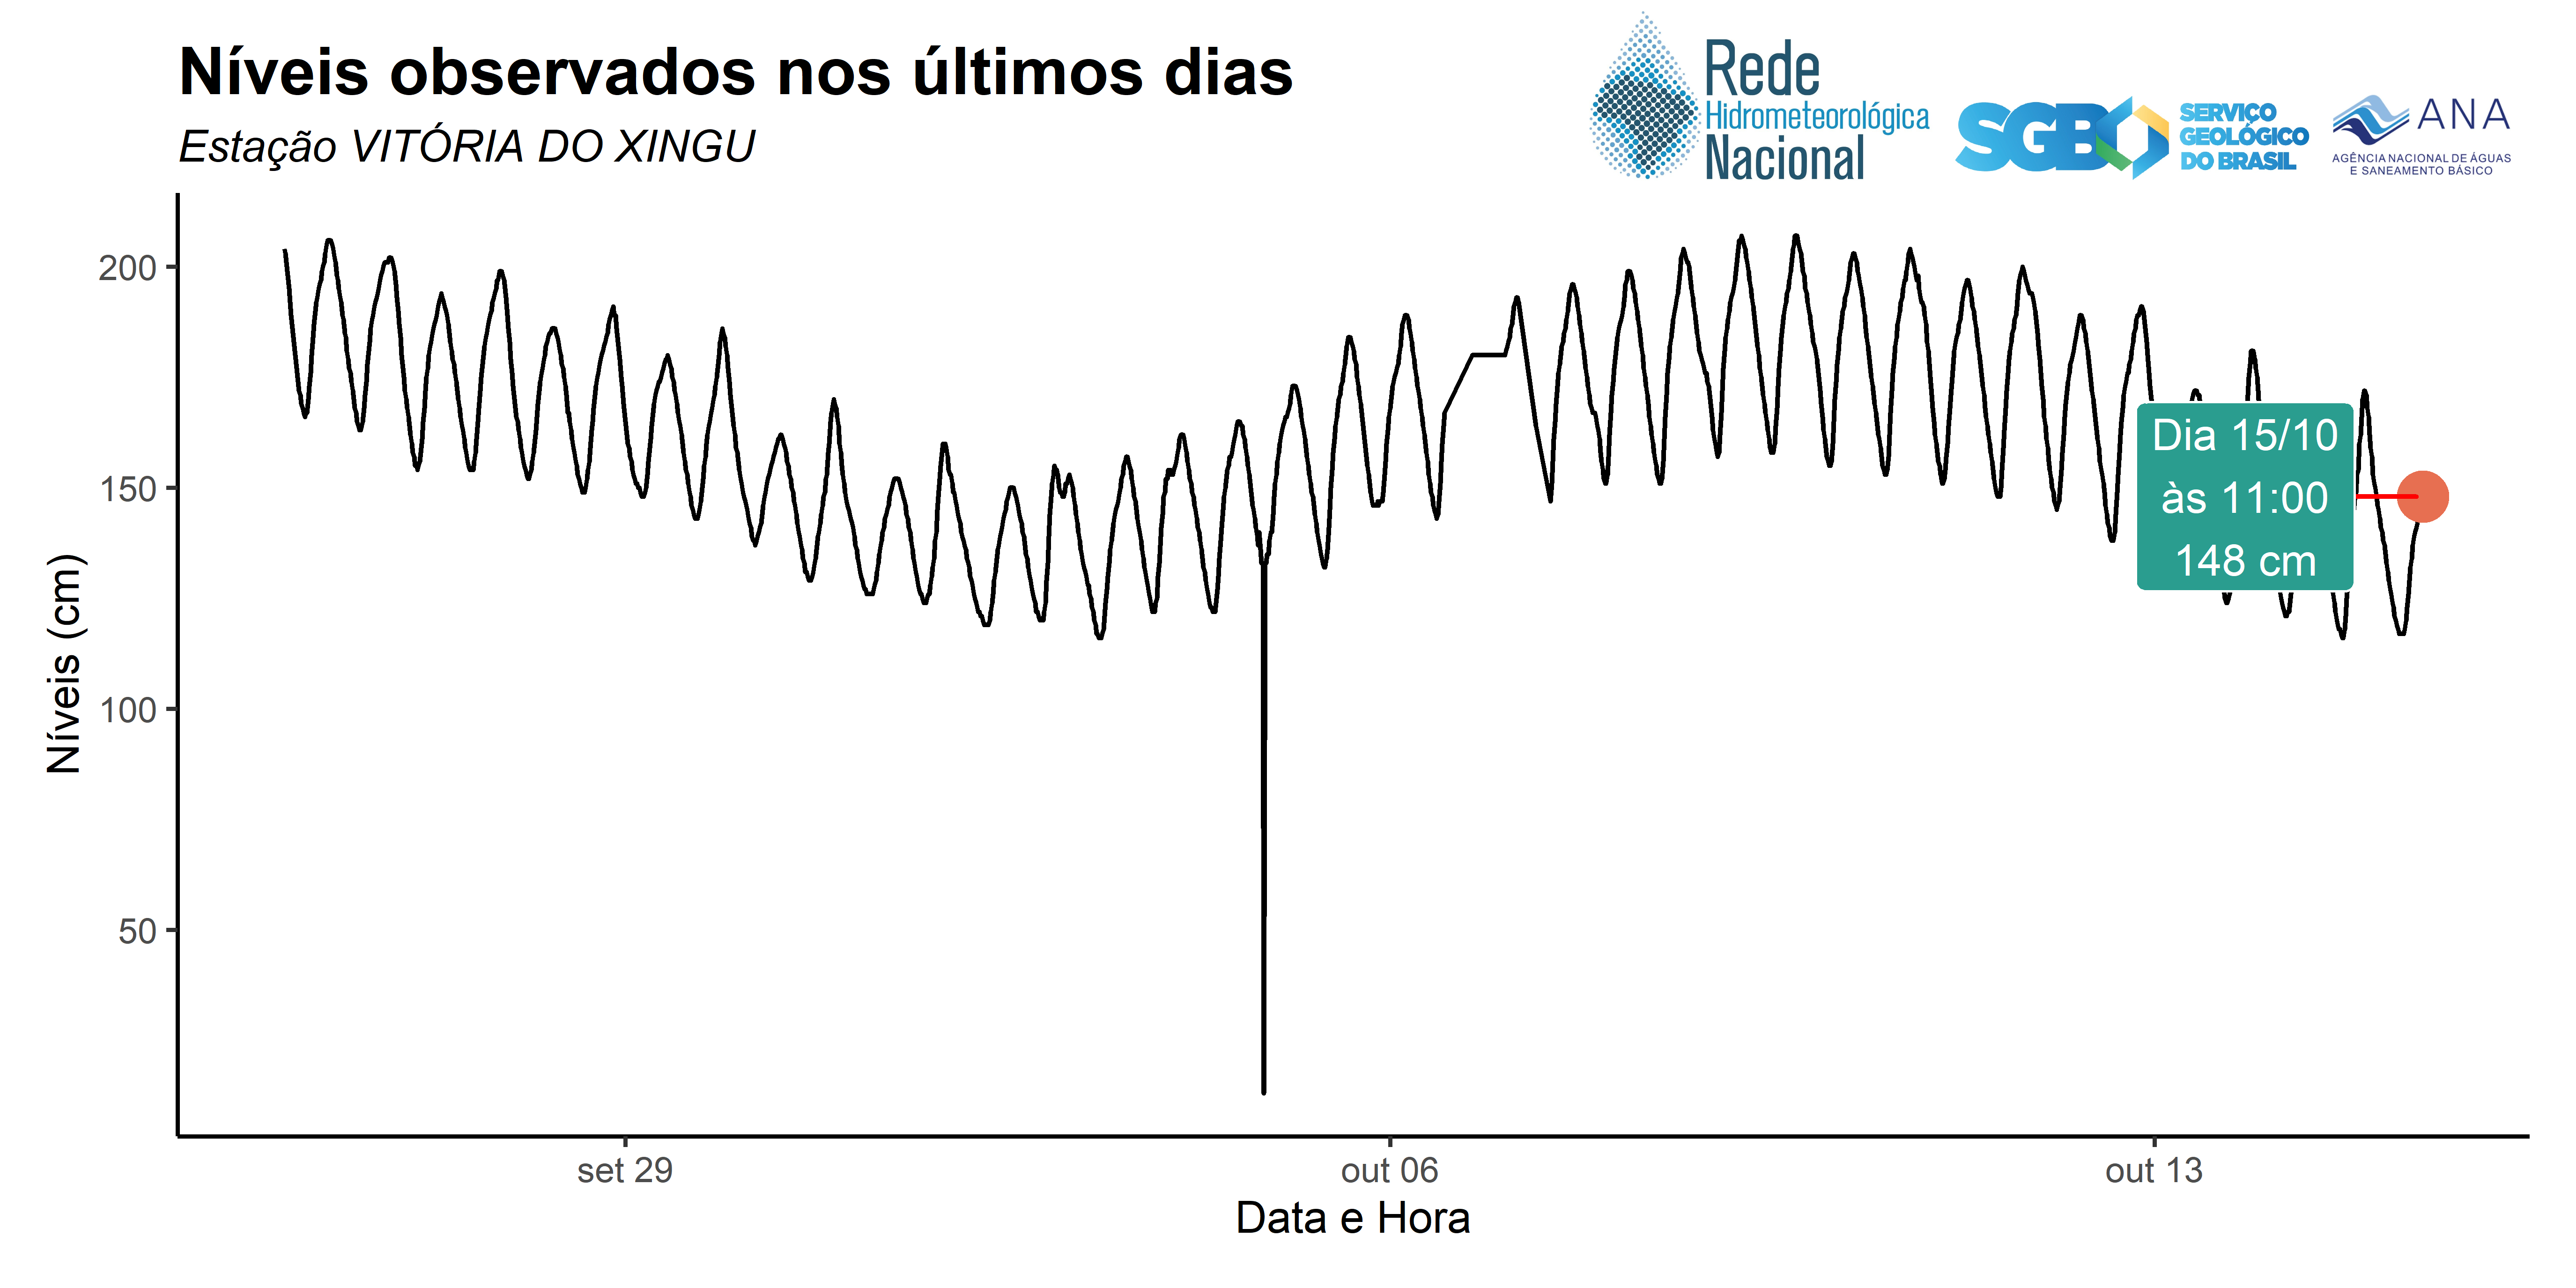 Níveis observados nos últimos dias
Estação VITÓRIA DO XINGU
Rede
Hidrometeorológica
Nacional
SGB
SERVIÇO
GEOLÓGICO
DO BRASIL
ANA
AGÊNCIA NACIONAL DE ÁGUAS
E SANEAMENTO BÁSICO
Níveis (cm)
200
150
100
50
Dia 15/10
às 11:00
148 cm
set 29
out 06
out 13
Data e Hora